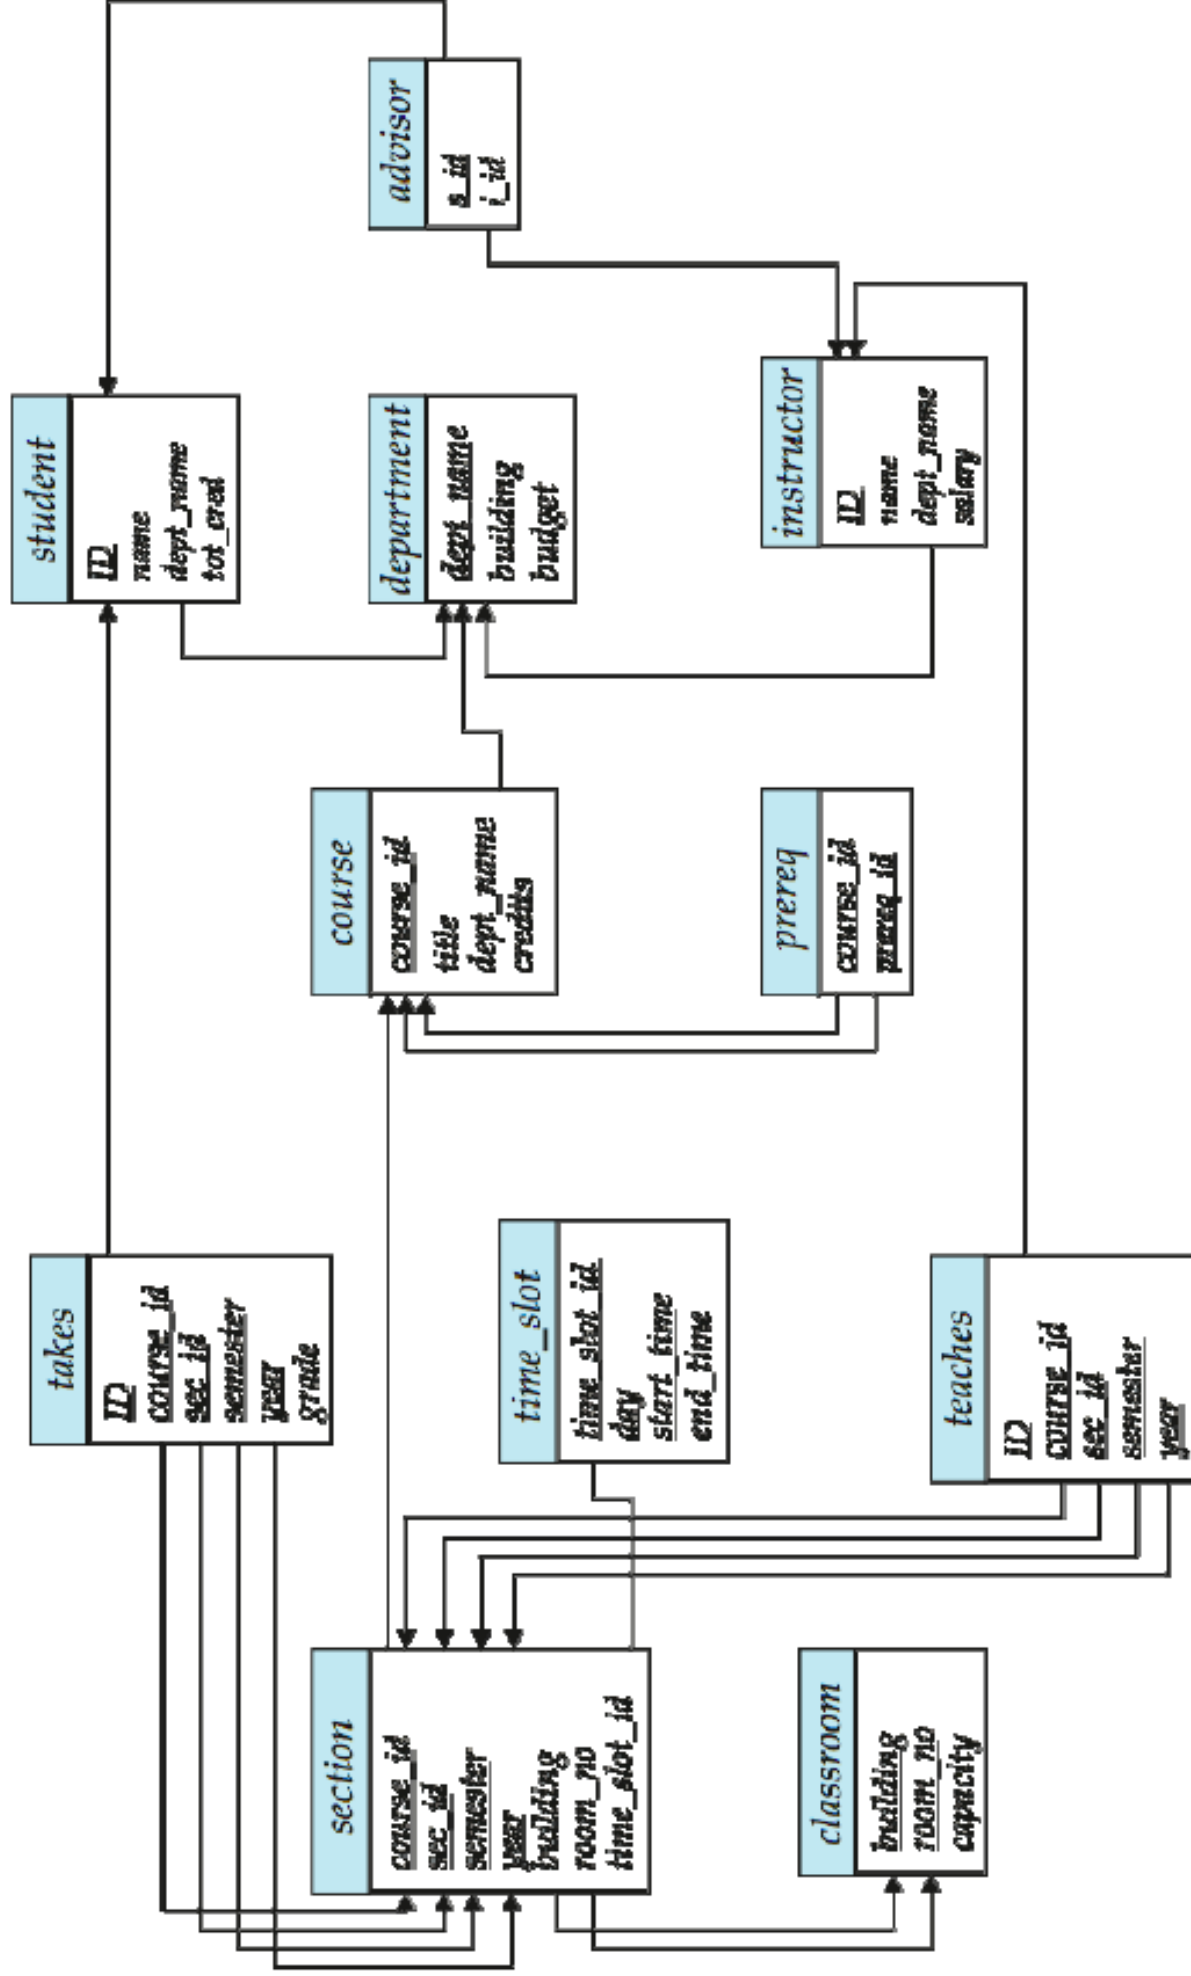 takes
ID
course_id
sec_id
semester
year
grade
student
ID
name
dept_name
tot_cred
section
course_id
sec_id
semester
year
building
room_no
time_slot_id
course
course_id
title
dept_name
credits
department
dept_name
building
budget
advisor
s_id
i_id
time_slot
time_slot_id
day
start_time
end_time
classroom
building
room_no
capacity
prereq
course_id
prereq_id
instructor
ID
name
dept_name
salary
teaches
ID
course_id
sec_id
semester
year